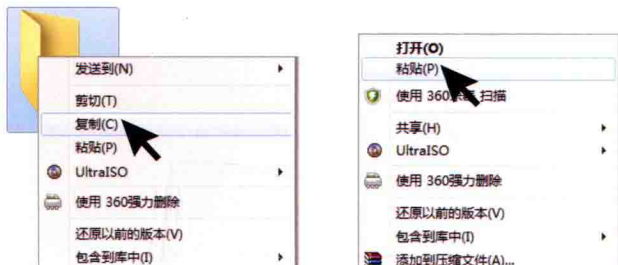 发送到(N)
剪切(T)
复制(C)
粘贴(P)
UltraISO
使用 360强力删除
还原以前的版本(V)
包含到库中(I)
打开(O)
粘贴(P)
使用 360 扫描
共享(H)
UltraISO
使用 360强力删除
还原以前的版本(V)
包含到库中(I)
添加到压缩文件(A)...